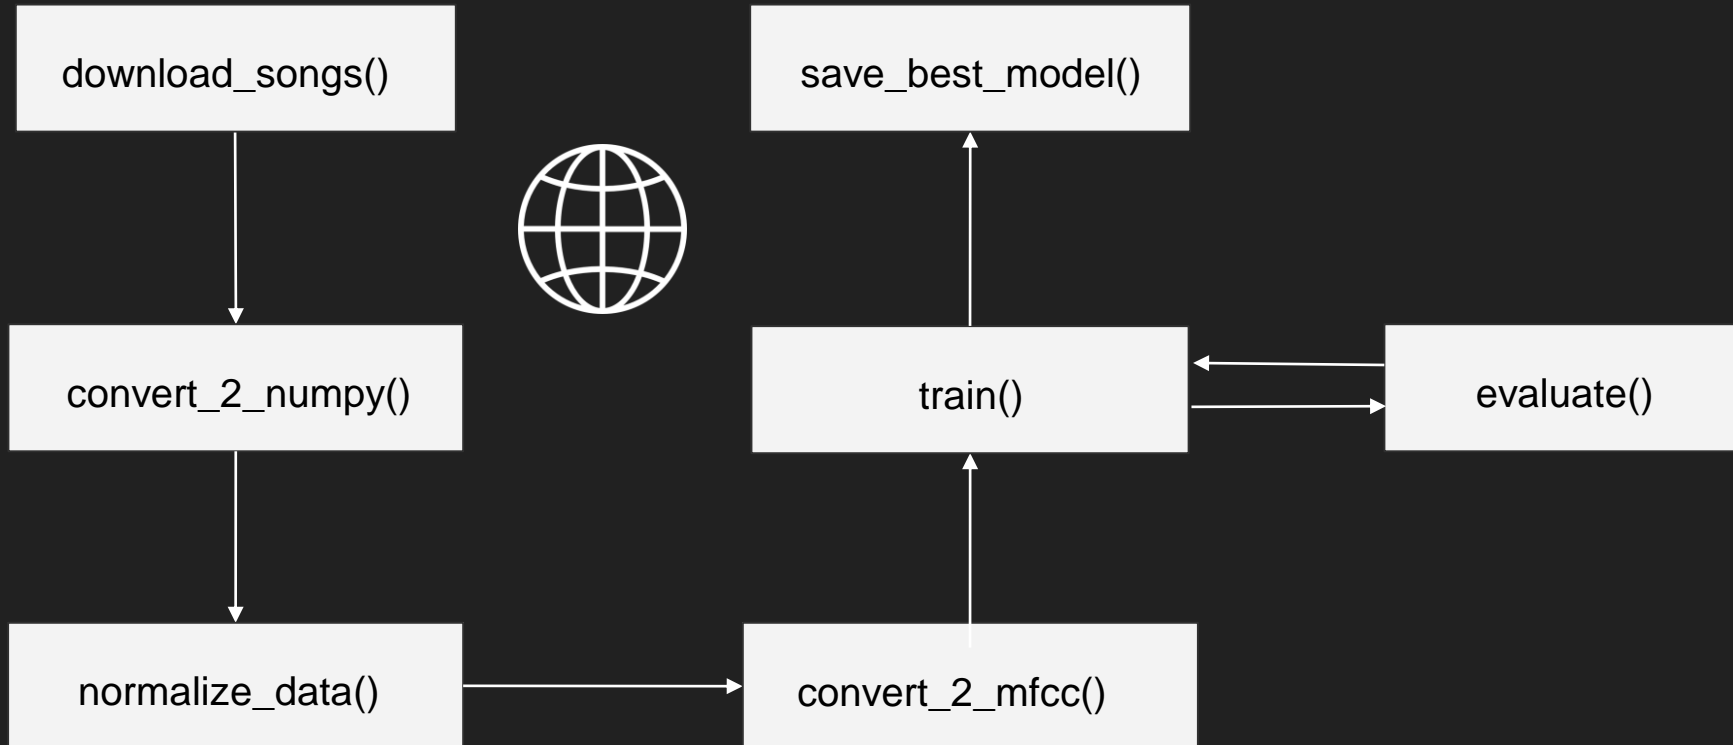 download_songs()
save_best_model()
convert_2_numpy()
train()
evaluate()
normalize_data()
convert_2_mfcc()